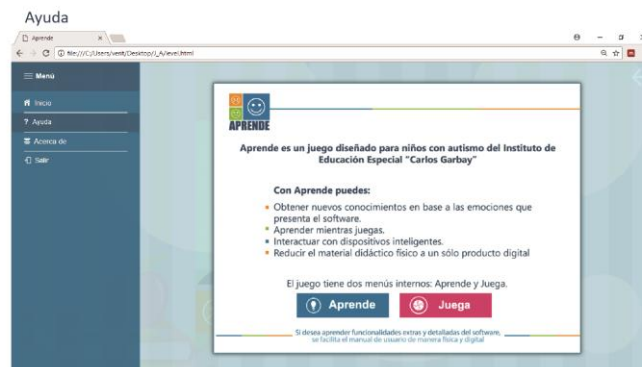 Ayuda
Aprende
file:///C:/Users/venti/Desktop/J_A/level.html
Menú
Inicio
? Ayuda
Acerca de
Salir
APRENDE
Aprende es un juego diseñado para niños con autismo del Instituto de
Educación Especial "Carlos Garbay"
Con Aprende puedes:
Obtener nuevos conocimientos en base a las emociones que
presenta el software.
Aprender mientras juegas.
Interactuar con dispositivos inteligentes.
Reducir el material didáctico físico a un sólo producto digital
El juego tiene dos menús internos: Aprende y Juega.
Aprende
Juega
Si desea aprender funcionalidades extras y detalladas del software,
se facilita el manual de usuario de manera física y digital